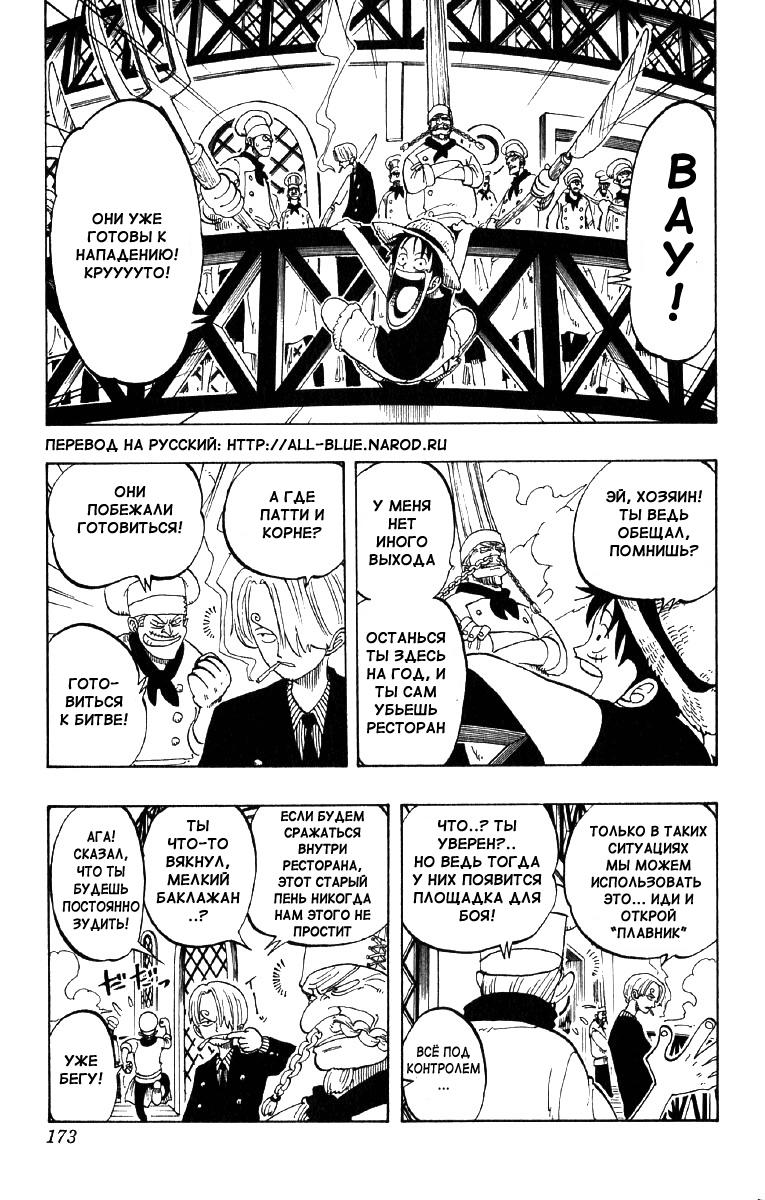 ВАУ!
ОНИ УЖЕ
ГОТОВЫ К
НАПАДЕНИЮ!
КРУУУУТО!
ПЕРЕВОД НА РУССКИЙ: HTTP://ALL-BLUE.NAROD.RU
ЭЙ, ХОЗЯИН!
ТЫ ВЕДЬ
ОБЕЩАЛ,
ПОМНИШЬ?
У МЕНЯ
НЕТ
ИНОГО
ВЫХОДА
ОСТАНЬСЯ
ТЫ ЗДЕСЬ
НА ГОД, И
ТЫ САМ
УБЬЕШЬ
РЕСТОРАН
А ГДЕ
ПАТТИ И
КОРНЕ?
ОНИ
ПОБЕЖАЛИ
ГОТОВИТЬСЯ!
ГОТО-
ВИТЬСЯ
К БИТВЕ!
ТОЛЬКО В ТАКИХ
СИТУАЦИЯХ
МЫ МОЖЕМ
ИСПОЛЬЗОВАТЬ
ЭТО... ИДИ И
ОТКРОЙ
"ПЛАВНИК"
ЧТО..? ТЫ
УВЕРЕН?..
НО ВЕДЬ ТОГДА
У НИХ ПОЯВИТСЯ
ПЛОЩАДКА ДЛЯ
БОЯ!
ВСЁ ПОД
КОНТРОЛЕМ
...
ЕСЛИ БУДЕМ
СРАЖАТЬСЯ
ВНУТРИ
РЕСТОРАНА,
ЭТОТ СТАРЫЙ
ПЕНЬ НИКОГДА
НАМ ЭТОГО НЕ
ПРОСТИТ
ТЫ
ЧТО-ТО
ВЯКНУЛ,
МЕЛКИЙ
БАКЛАЖАН
..?
АГА!
СКАЗАЛ,
ЧТО ТЫ
БУДЕШЬ
ПОСТОЯННО
ЗУДИТЬ!
ドドド
УЖЕ
БЕГУ!
173